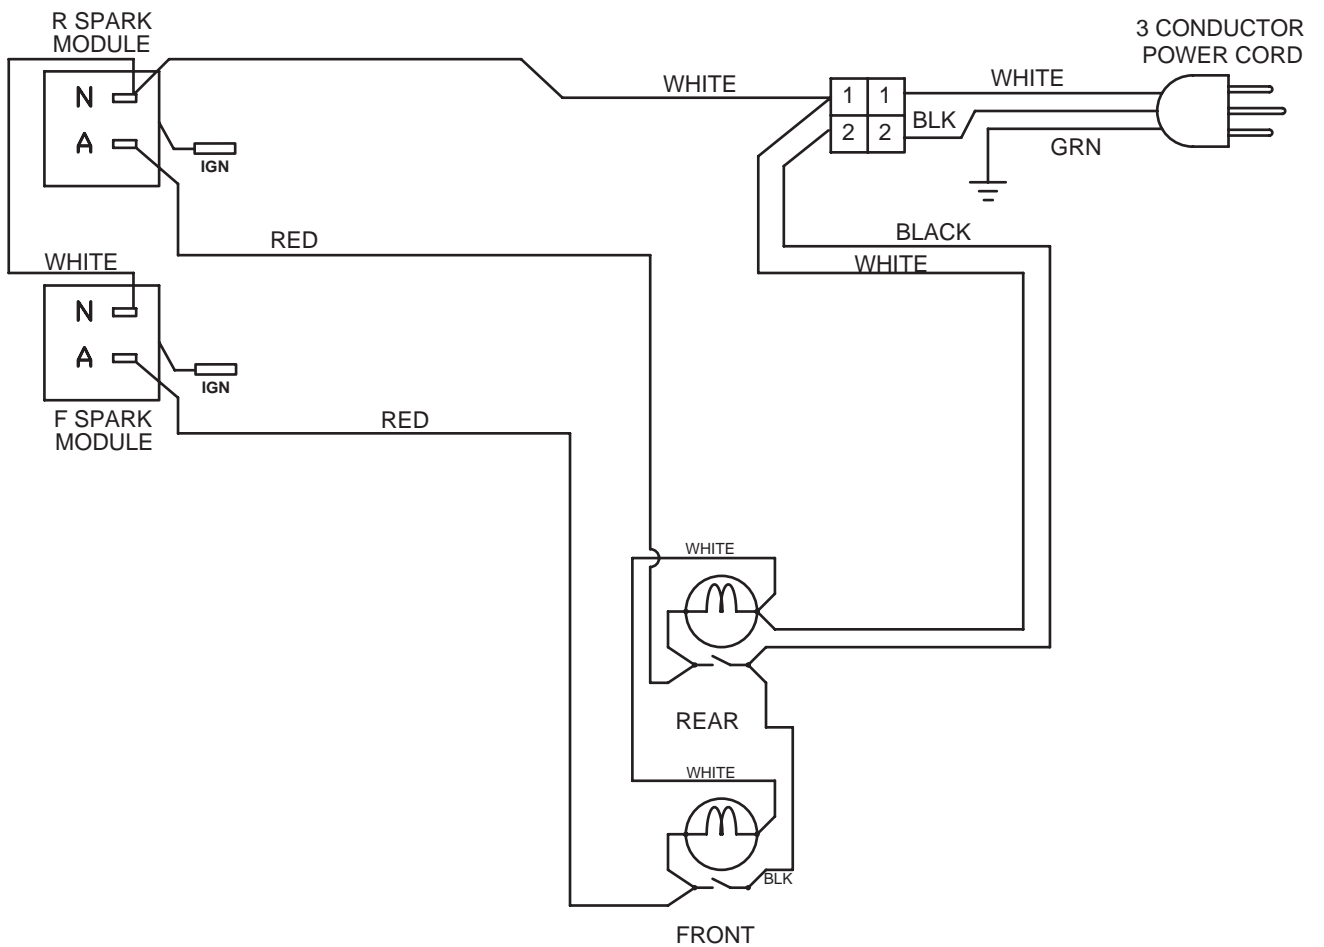 R SPARK
MODULE
3 CONDUCTOR
POWER CORD
N
A
IGN
WHITE
1 1
2 2
WHITE
BLK
GRN
RED
BLACK
WHITE
WHITE
N
A
IGN
F SPARK
MODULE
RED
WHITE
REAR
WHITE
BLK
FRONT